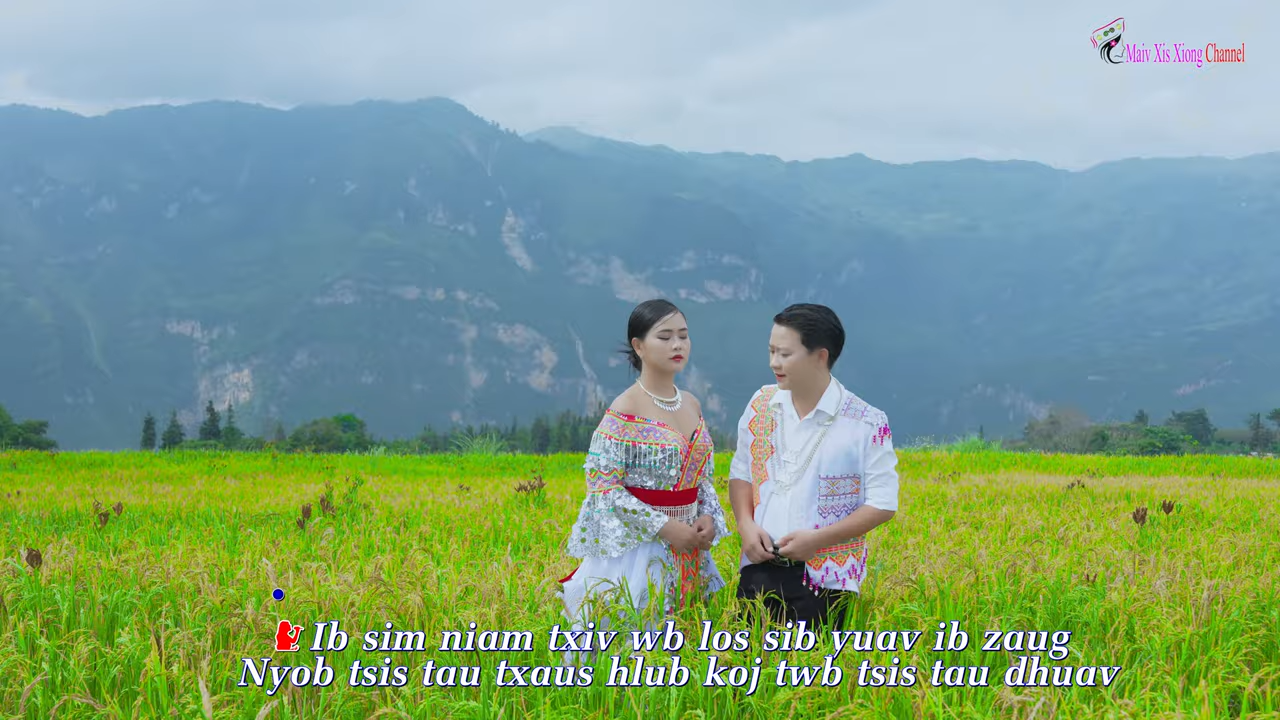 Maiv Xis Xiong Channel
Ib sim niam txiv wb los sib yuav ib zaug
Nyob tsis tau txaus hlub koj twb tsis tau dhuav